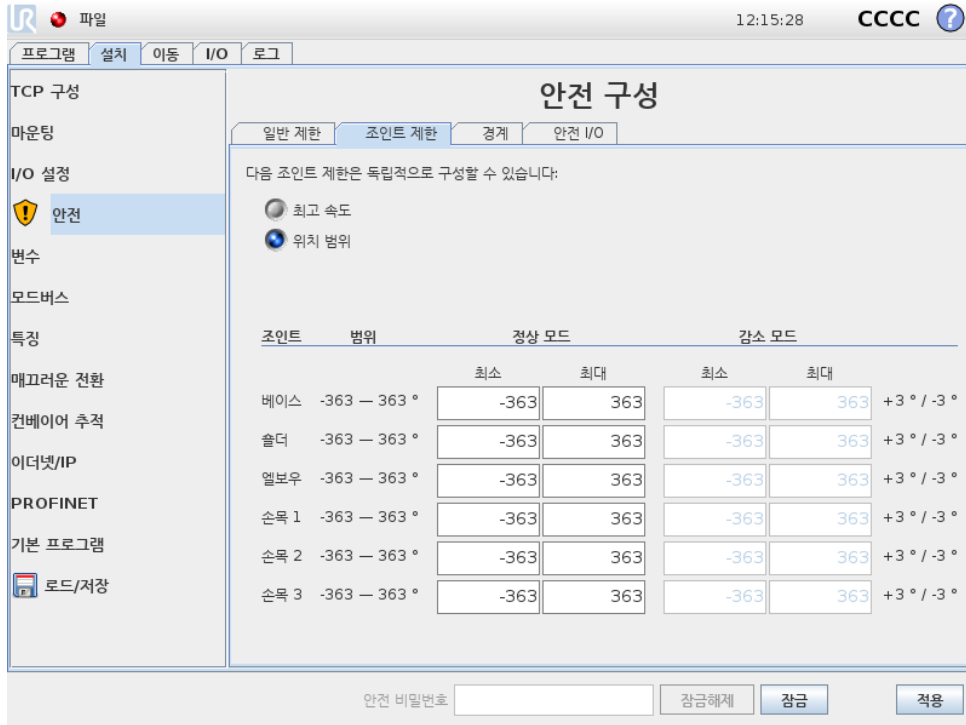 UR 파일 12:15:28 CCCC ?
프로그램 설치 이동 I/O 로그
TCP 구성
마운팅
I/O 설정
안전
변수
모드버스
특징
매끄러운 전환
컨베이어 추적
이더넷/IP
PROFINET
기본 프로그램
로드/저장
안전 구성
일반 제한 조인트 제한 경계 안전 I/O
다음 조인트 제한은 독립적으로 구성할 수 있습니다:
최고 속도
위치 범위
조인트 범위 정상 모드 감소 모드
최소 최대 최소 최대
베이스 -363 — 363 ° -363 363 -363 363 +3 ° / -3 °
숄더 -363 — 363 ° -363 363 -363 363 +3 ° / -3 °
엘보우 -363 — 363 ° -363 363 -363 363 +3 ° / -3 °
손목 1 -363 — 363 ° -363 363 -363 363 +3 ° / -3 °
손목 2 -363 — 363 ° -363 363 -363 363 +3 ° / -3 °
손목 3 -363 — 363 ° -363 363 -363 363 +3 ° / -3 °
안전 비밀번호 잠금해제 잠금 적용